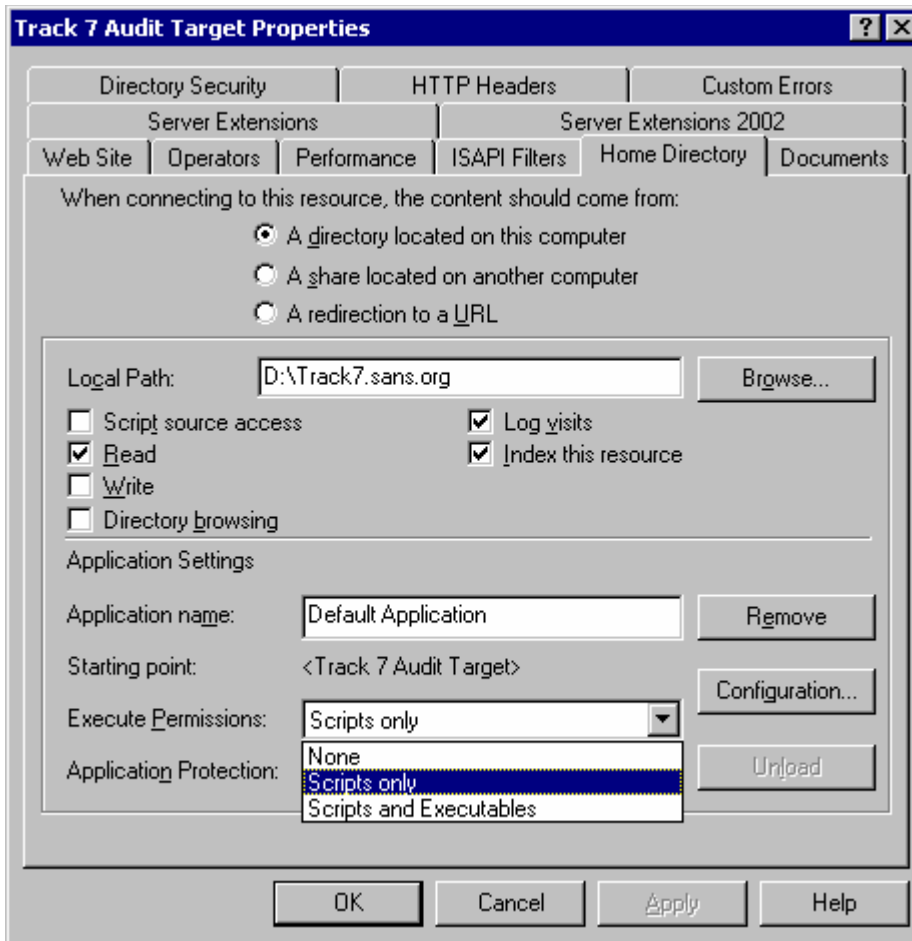 Track 7 Audit Target Properties
Directory Security HTTP Headers Custom Errors
Server Extensions Server Extensions 2002
Web Site Operators Performance ISAPI Filters Home Directory Documents
When connecting to this resource, the content should come from:
A directory located on this computer
A share located on another computer
A redirection to a URL
Local Path: D:\Track7.sans.org Browse...
Script source access Log visits
Read Index this resource
Write
Directory browsing
Application Settings
Application name: Default Application Remove
Starting point: <Track 7 Audit Target>
Configuration...
Execute Permissions: Scripts only
None
Application Protection: Scripts only Unload
Scripts and Executables
OK Cancel Apply Help